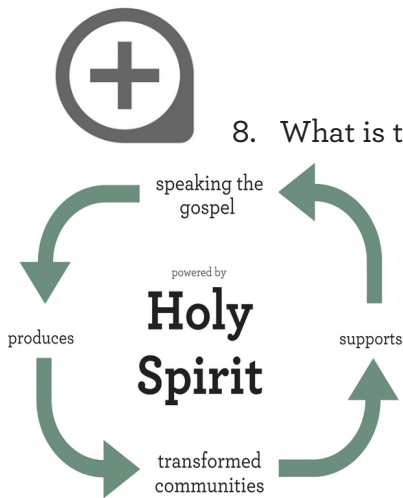 8. What is t
speaking the
gospel
powered by
Holy
Spirit
produces
supports
transformed
communities